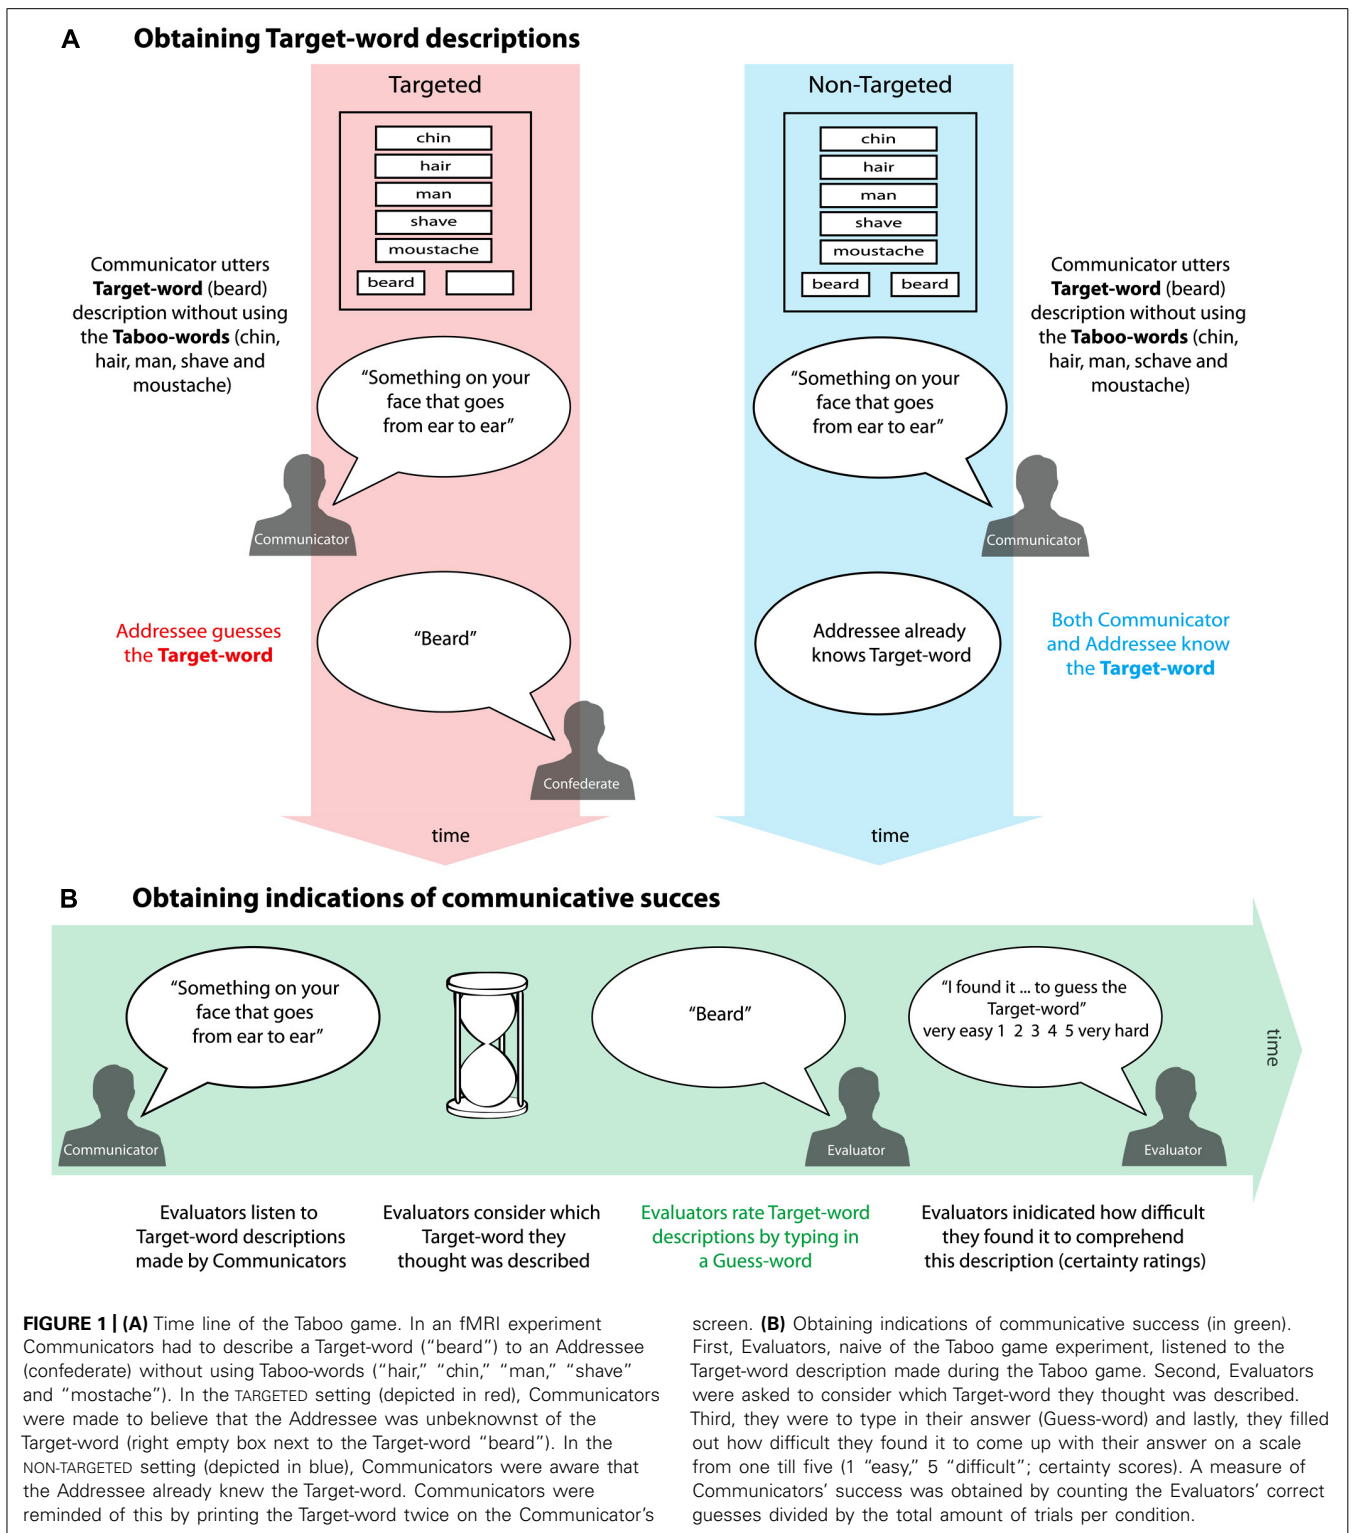 A Obtaining Target-word descriptions
Targeted
chin
hair
man
shave
moustache
beard
Communicator utters
Target-word (beard)
description without using
the Taboo-words (chin,
hair, man, shave and
moustache)
“Something on your
face that goes
from ear to ear”
Communicator
Addressee guesses
the Target-word
“Beard”
Confederate
time
Non-Targeted
chin
hair
man
shave
moustache
beard beard
Communicator utters
Target-word (beard)
description without using
the Taboo-words (chin,
hair, man, schave and
moustache)
“Something on your
face that goes
from ear to ear”
Communicator
Addressee already
knows Target-word
Both Communicator
and Addressee know
the Target-word
time
B Obtaining indications of communicative succes
“Something on your
face that goes
from ear to ear”
Communicator
“Beard”
Evaluator
“I found it ... to guess the
Target-word”
very easy 1 2 3 4 5 very hard
Evaluator
time
Evaluators listen to
Target-word descriptions
made by Communicators
Evaluators consider which
Target-word they
thought was described
Evaluators rate Target-word
descriptions by typing in
a Guess-word
Evaluators inidicated how difficult
they found it to comprehend
this description (certainty ratings)
FIGURE 1 | (A) Time line of the Taboo game. In an fMRI experiment
Communicators had to describe a Target-word (“beard”) to an Addressee
(confederate) without using Taboo-words (“hair,” “chin,” “man,” “shave”
and “mostache”). In the TARGETED setting (depicted in red), Communicators
were made to believe that the Addressee was unbeknownst of the
Target-word (right empty box next to the Target-word “beard”). In the
NON-TARGETED setting (depicted in blue), Communicators were aware that
the Addressee already knew the Target-word. Communicators were
reminded of this by printing the Target-word twice on the Communicator’s
screen. (B) Obtaining indications of communicative success (in green).
First, Evaluators, naive of the Taboo game experiment, listened to the
Target-word description made during the Taboo game. Second, Evaluators
were asked to consider which Target-word they thought was described.
Third, they were to type in their answer (Guess-word) and lastly, they filled
out how difficult they found it to come up with their answer on a scale
from one till five (1 “easy,” 5 “difficult”; certainty scores). A measure of
Communicators’ success was obtained by counting the Evaluators’ correct
guesses divided by the total amount of trials per condition.